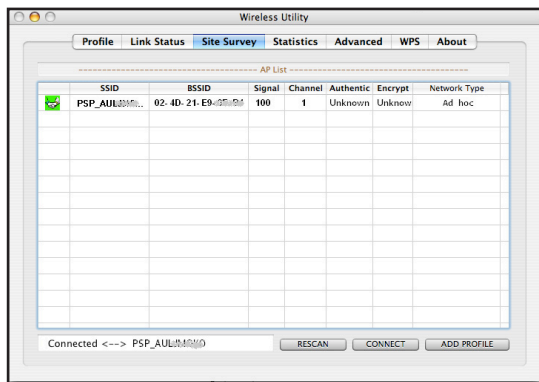 Wireless Utility
Profile Link Status Site Survey Statistics Advanced WPS About
AP List
SSID BSSID Signal Channel Authentic Encrypt Network Type
100 1 Unknown Unknow Ad hoc
Connected <-->
RESCAN CONNECT ADD PROFILE